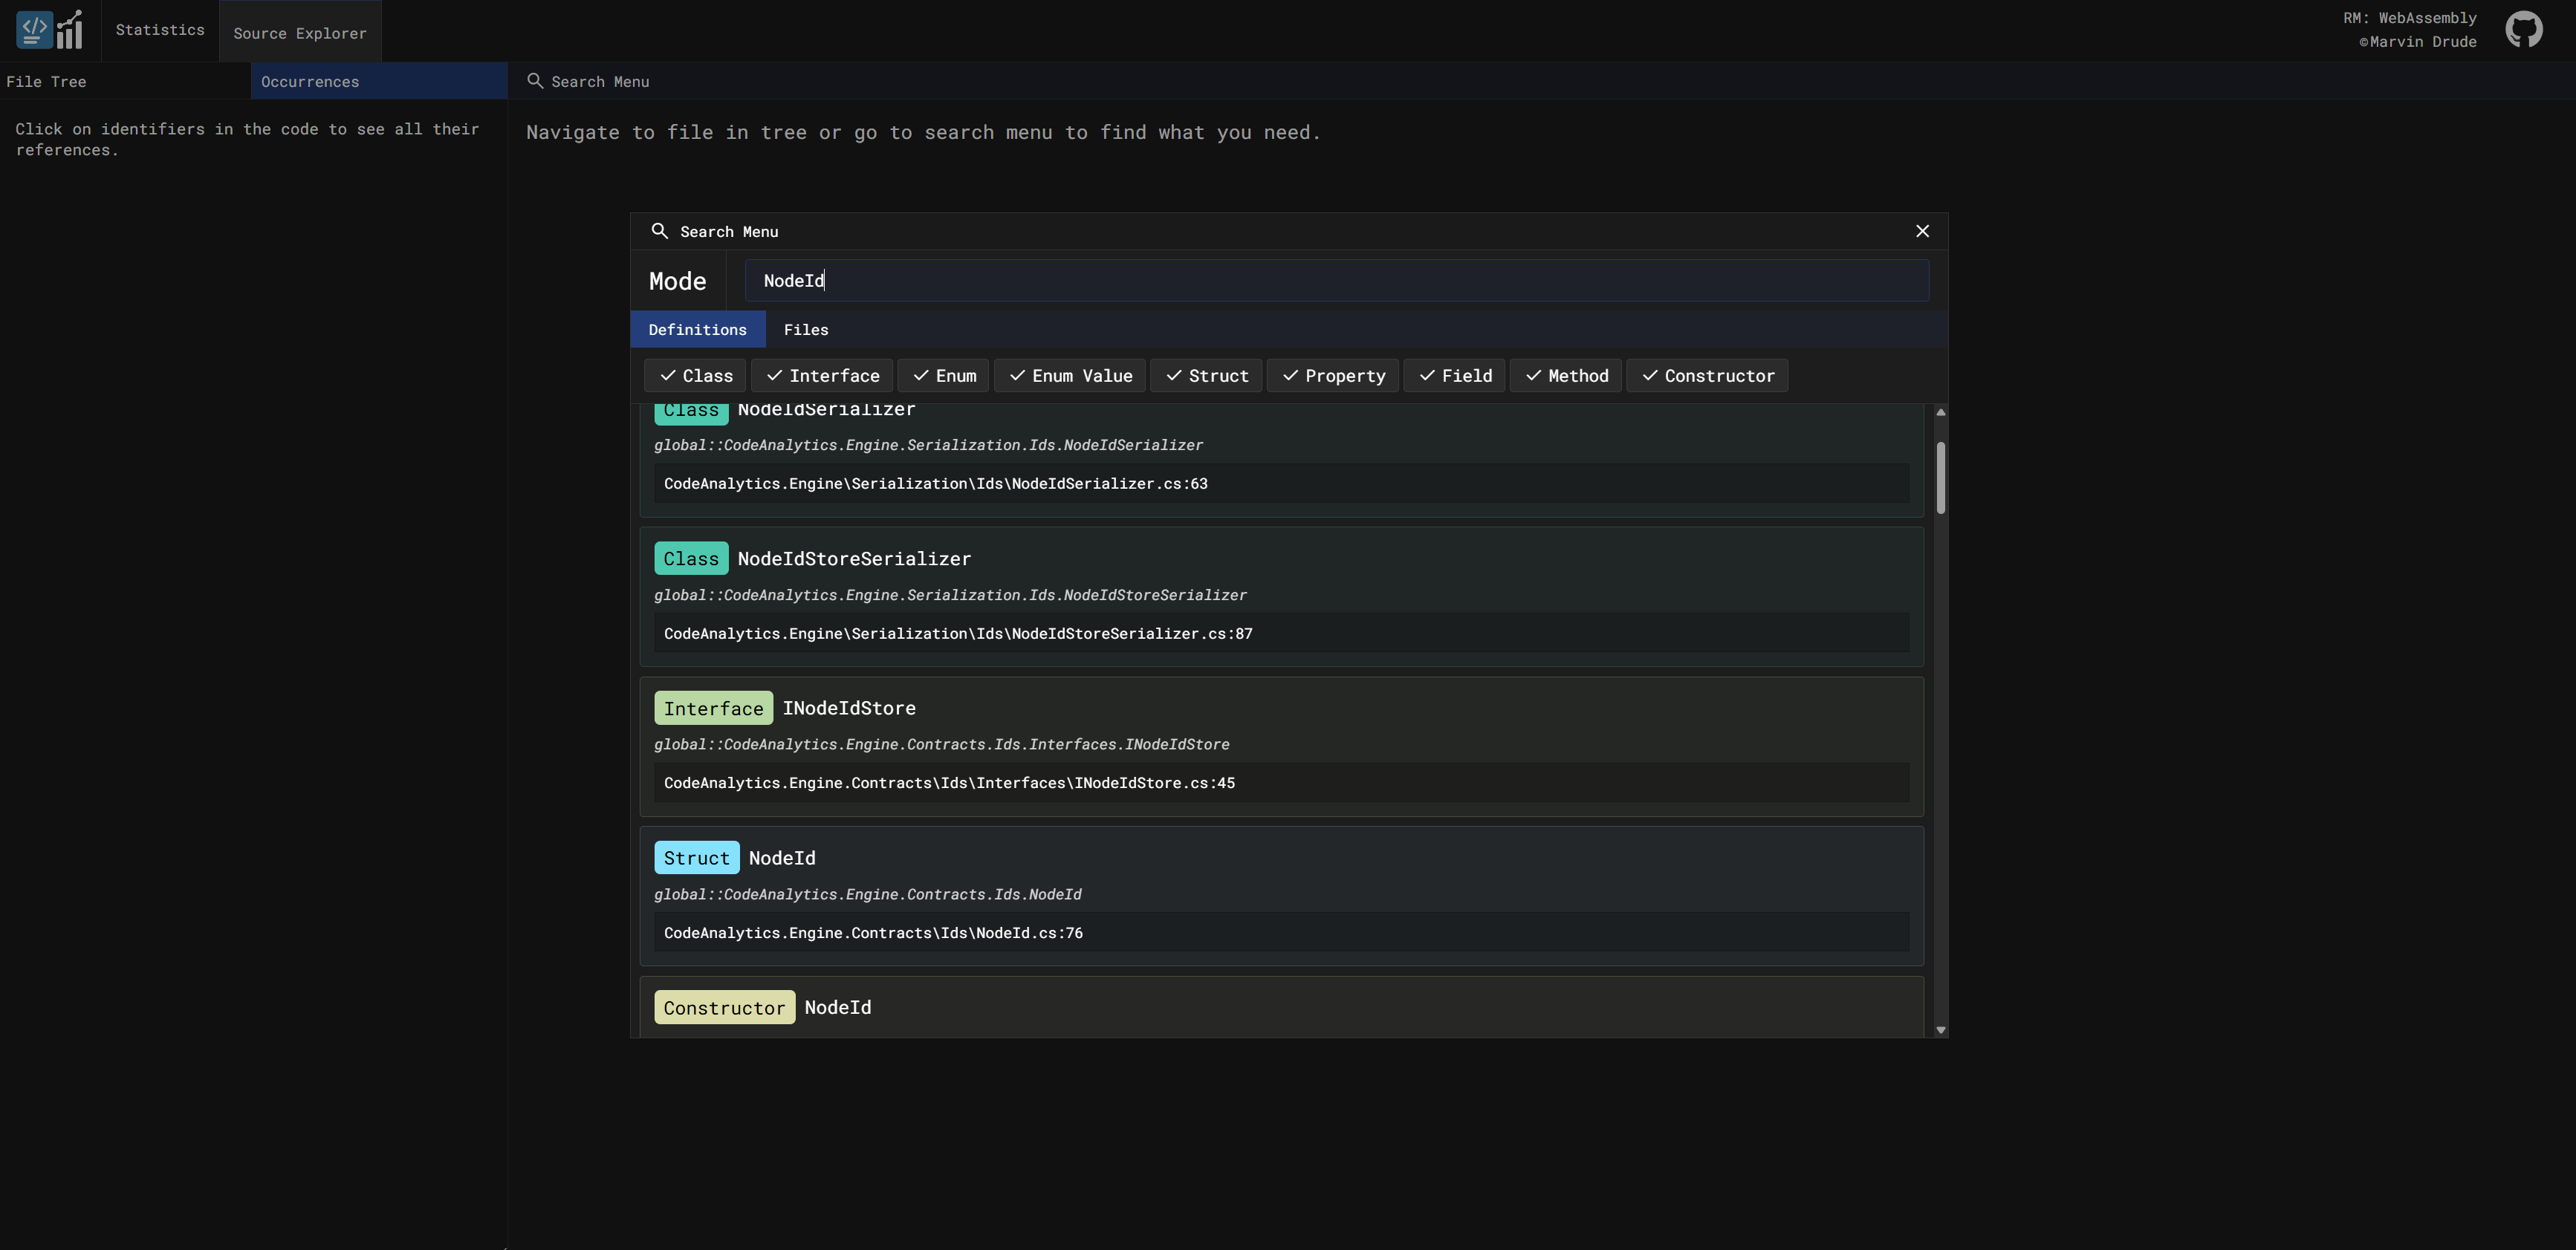 Statistics
Source Explorer
RM: WebAssembly
©Marvin Drude
File Tree
Occurrences
Search Menu
Click on identifiers in the code to see all their
references.
Navigate to file in tree or go to search menu to find what you need.
Search Menu
Mode
NodeId
Definitions
Files
Class
Interface
Enum
Enum Value
Struct
Property
Field
Method
Constructor
Class NodeIdSerializer
global::CodeAnalytics.Engine.Serialization.Ids.NodeIdSerializer
CodeAnalytics.Engine\Serialization\Ids\NodeIdSerializer.cs:63
Class NodeIdStoreSerializer
global::CodeAnalytics.Engine.Serialization.Ids.NodeIdStoreSerializer
CodeAnalytics.Engine\Serialization\Ids\NodeIdStoreSerializer.cs:87
Interface INodeIdStore
global::CodeAnalytics.Engine.Contracts.Ids.Interfaces.INodeIdStore
CodeAnalytics.Engine.Contracts\Ids\Interfaces\INodeIdStore.cs:45
Struct NodeId
global::CodeAnalytics.Engine.Contracts.Ids.NodeId
CodeAnalytics.Engine.Contracts\Ids\NodeId.cs:76
Constructor NodeId